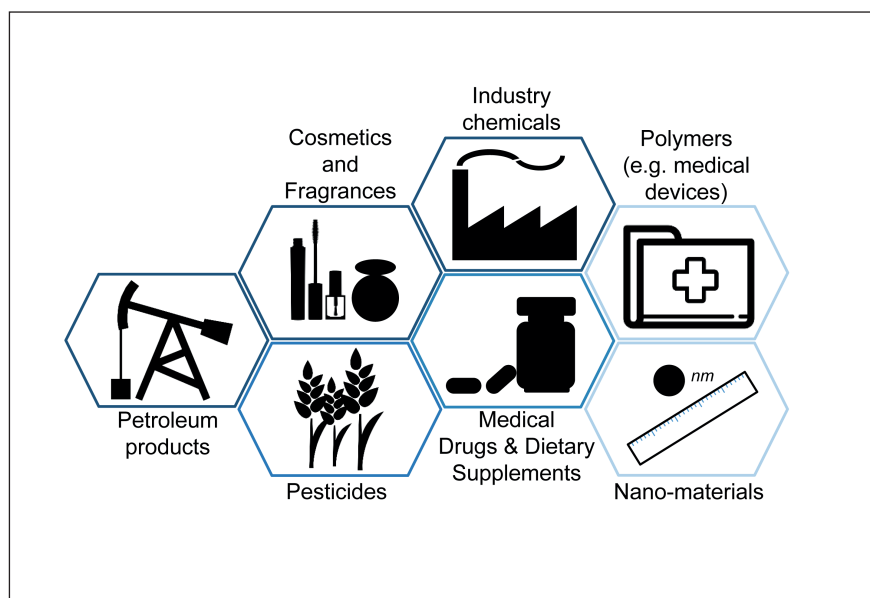 Industry
chemicals
Cosmetics
and
Fragrances
Polymers
(e.g. medical
devices)
Petroleum
products
Pesticides
Medical
Drugs & Dietary
Supplements
nm
Nano-materials